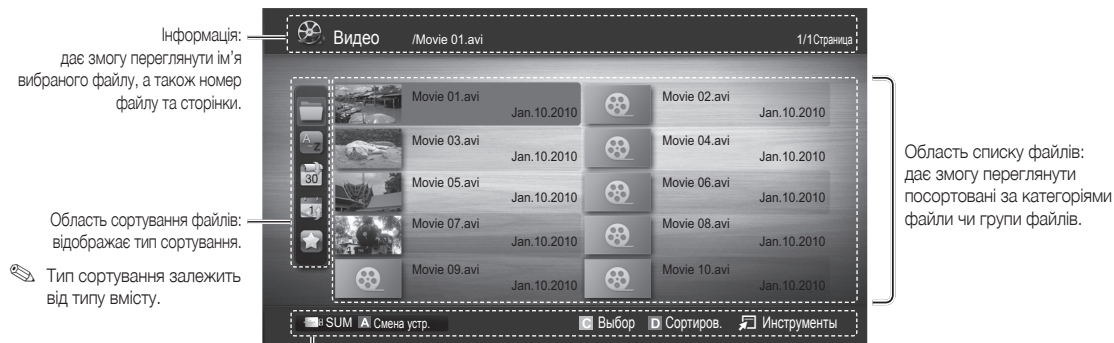 Інформація:
дає змогу переглянути ім'я
вибраного файлу, а також номер
файлу та сторінки.
Область сортування файлів:
відображає тип сортування.
Тип сортування залежить
від типу вмісту.
Видео /Movie 01.avi 1/1Страница
Movie 01.avi
Jan.10.2010
Movie 02.avi
Jan.10.2010
Movie 03.avi
Jan.10.2010
Movie 04.avi
Jan.10.2010
Movie 05.avi
Jan.10.2010
Movie 06.avi
Jan.10.2010
Movie 07.avi
Jan.10.2010
Movie 08.avi
Jan.10.2010
Movie 09.avi
Jan.10.2010
Movie 10.avi
Jan.10.2010
A Z
30
1
SUM A Смена устр. C Выбор D Сортиров. Инструменты
Область списку файлів:
дає змогу переглянути
посортовані за категоріями
файли чи групи файлів.